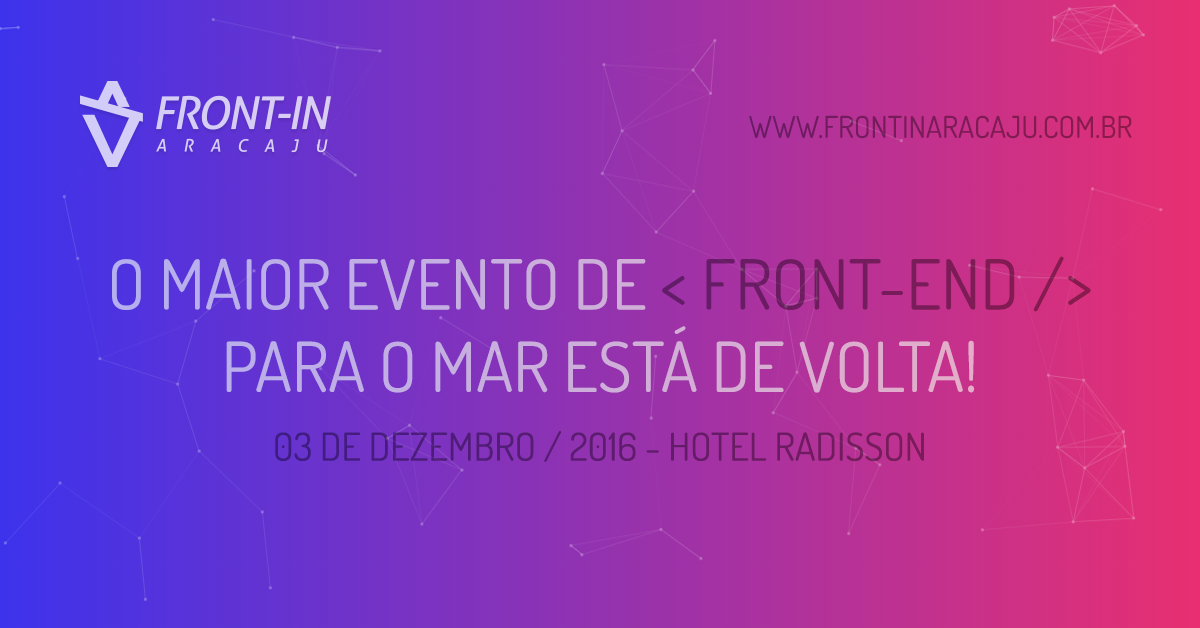 FRONT-IN
ARACAJU
WWW.FRONTINARACAJU.COM.BR
O MAIOR EVENTO DE < FRONT-END />
PARA O MAR ESTÁ DE VOLTA!
03 DE DEZEMBRO / 2016 - HOTEL RADISSON